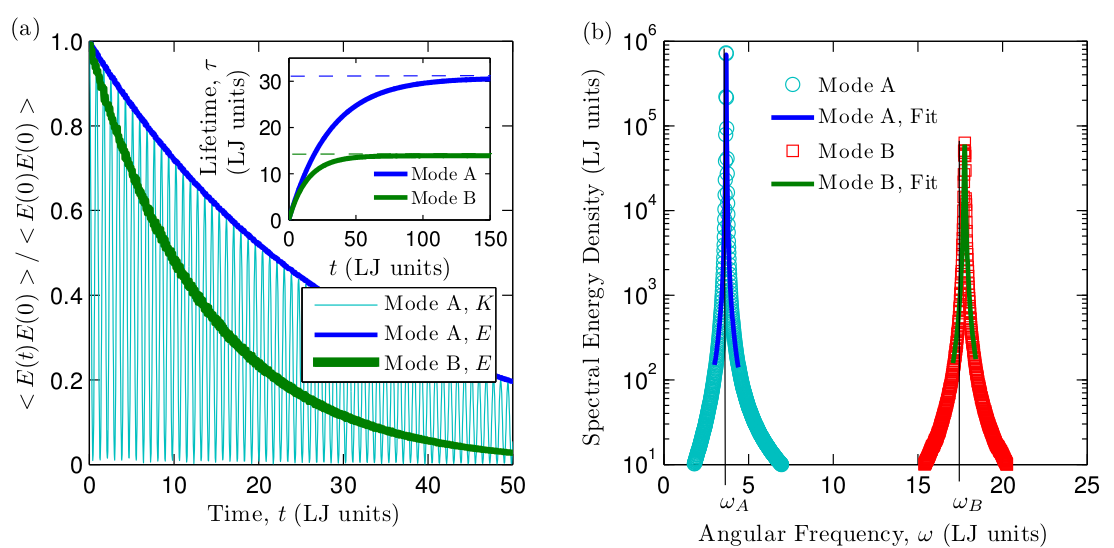 (a)
1.0
0.8
0.6
0.4
0.2
0
0 10 20 30 40 50
< E(t)E(0) > / < E(0)E(0) >
Time, t (LJ units)
Lifetime, τ
(LJ units)
30
20
10
0
0 50 100 150
t (LJ units)
Mode A
Mode B
Mode A, K
Mode A, E
Mode B, E
(b)
10^6
10^5
10^4
10^3
10^2
10^1
0 5 10 15 20 25
ω_A ω_B
Spectral Energy Density (LJ units)
Angular Frequency, ω (LJ units)
Mode A
Mode A, Fit
Mode B
Mode B, Fit